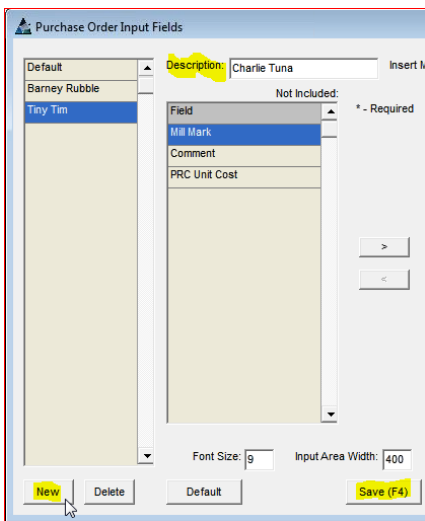 Purchase Order Input Fields
Default
Barney Rubble
Tiny Tim
Description: Charlie Tuna Insert M
Not Included:
Field
Mill Mark
Comment
PRC Unit Cost
* - Required
>
<
Font Size: 9 Input Area Width: 400
New Delete Default Save (F4)